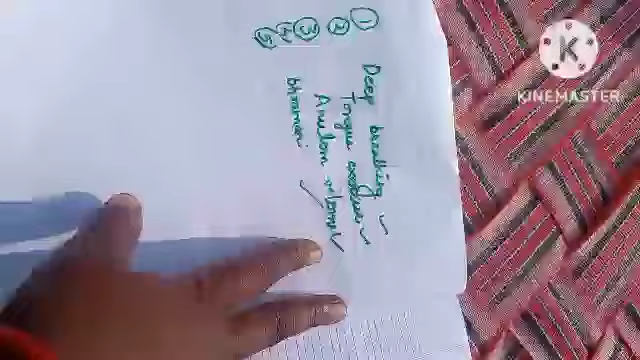 ① Deep breathing
② Tongue exercise
③ Anulom vilom
④ bhramari
⑤
KINEMASTER